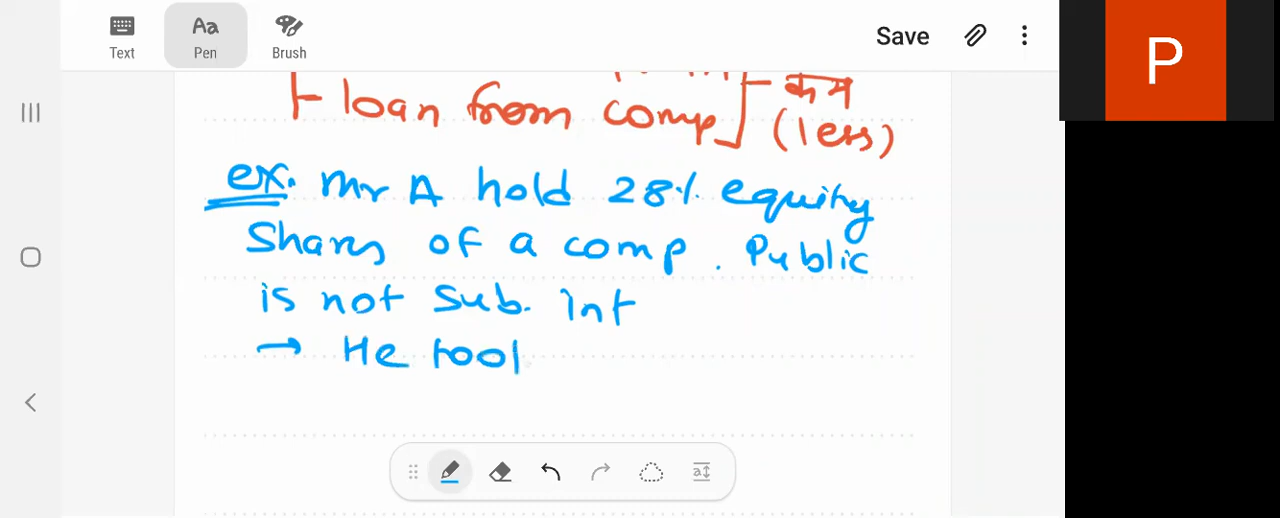 Text
Pen
Brush
Save
P
loan from comp
कम
(less)
ex. Mr A hold 28% equity
Shares of a comp. Public
is not Sub. int
→ He tool